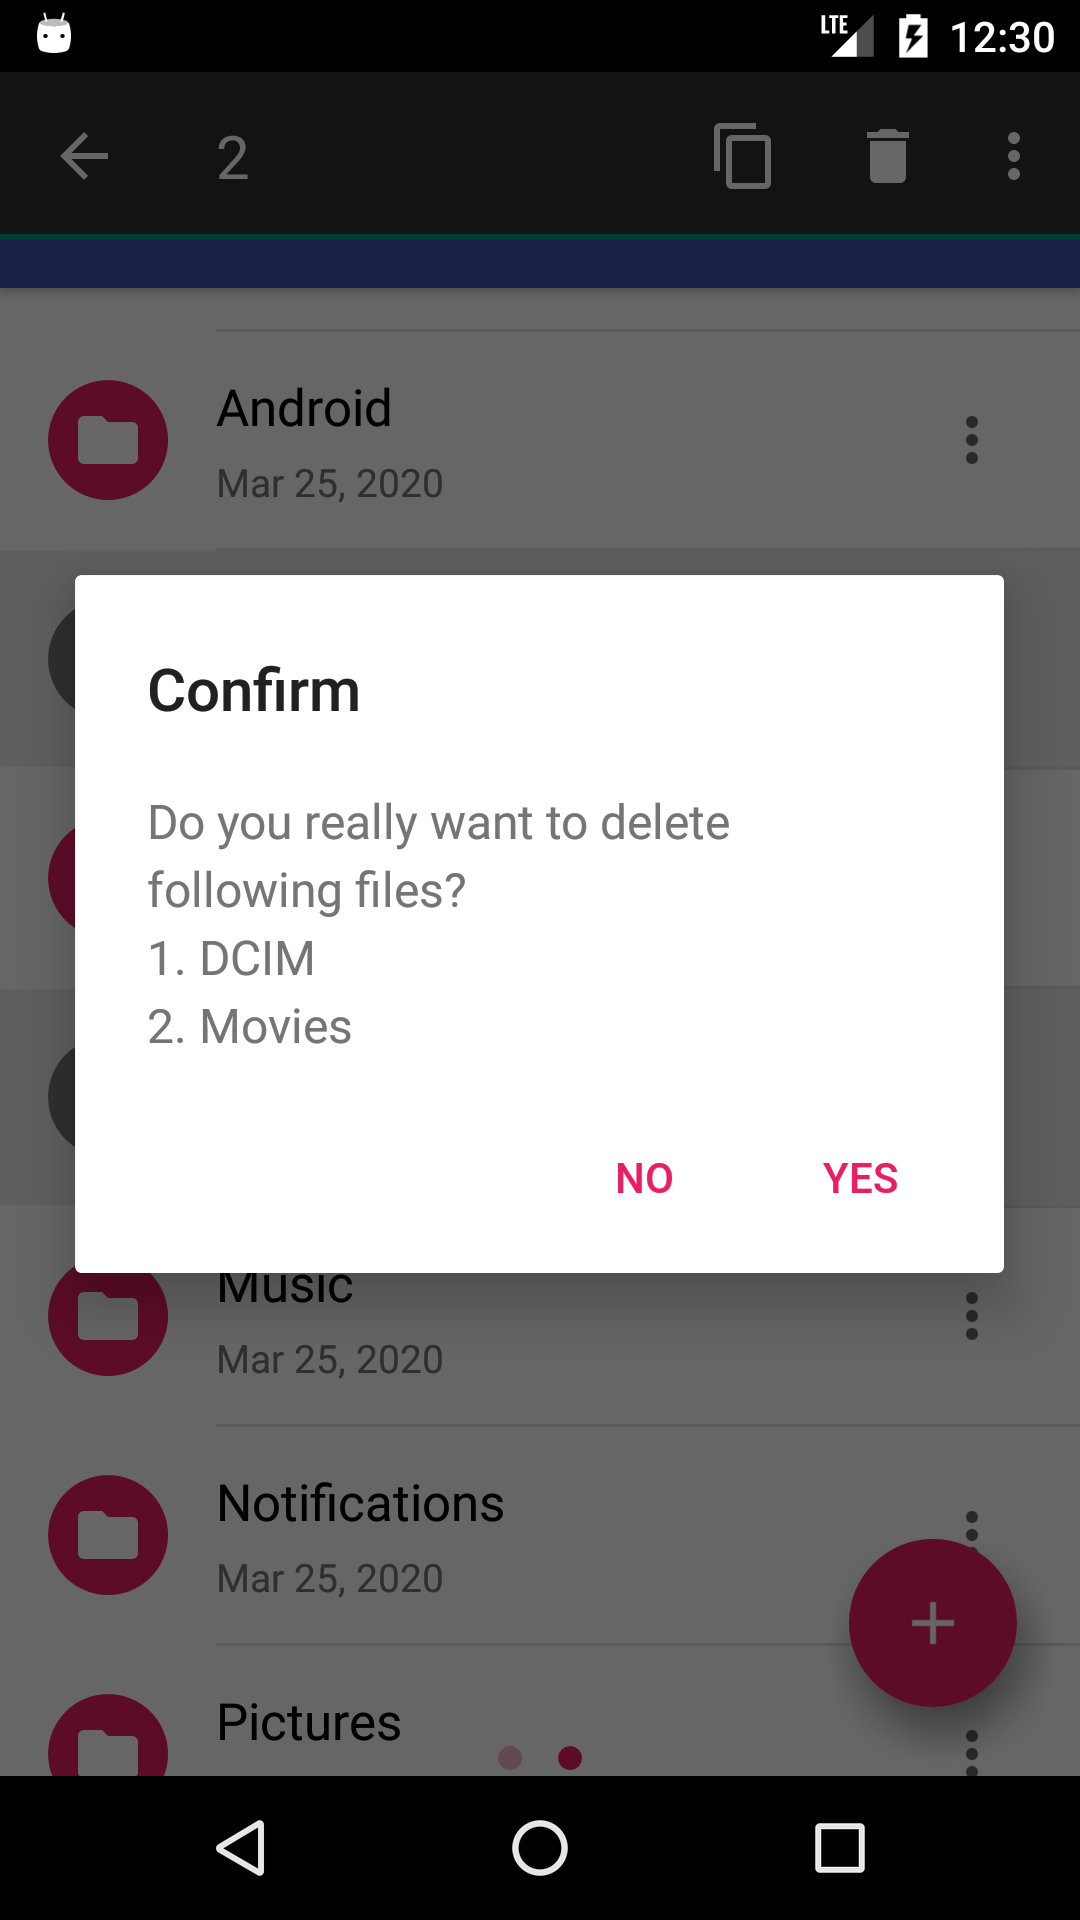 LTE 12:30
2
Android
Mar 25, 2020
Confirm
Do you really want to delete
following files?
1. DCIM
2. Movies
NO YES
Music
Mar 25, 2020
Notifications
Mar 25, 2020
Pictures